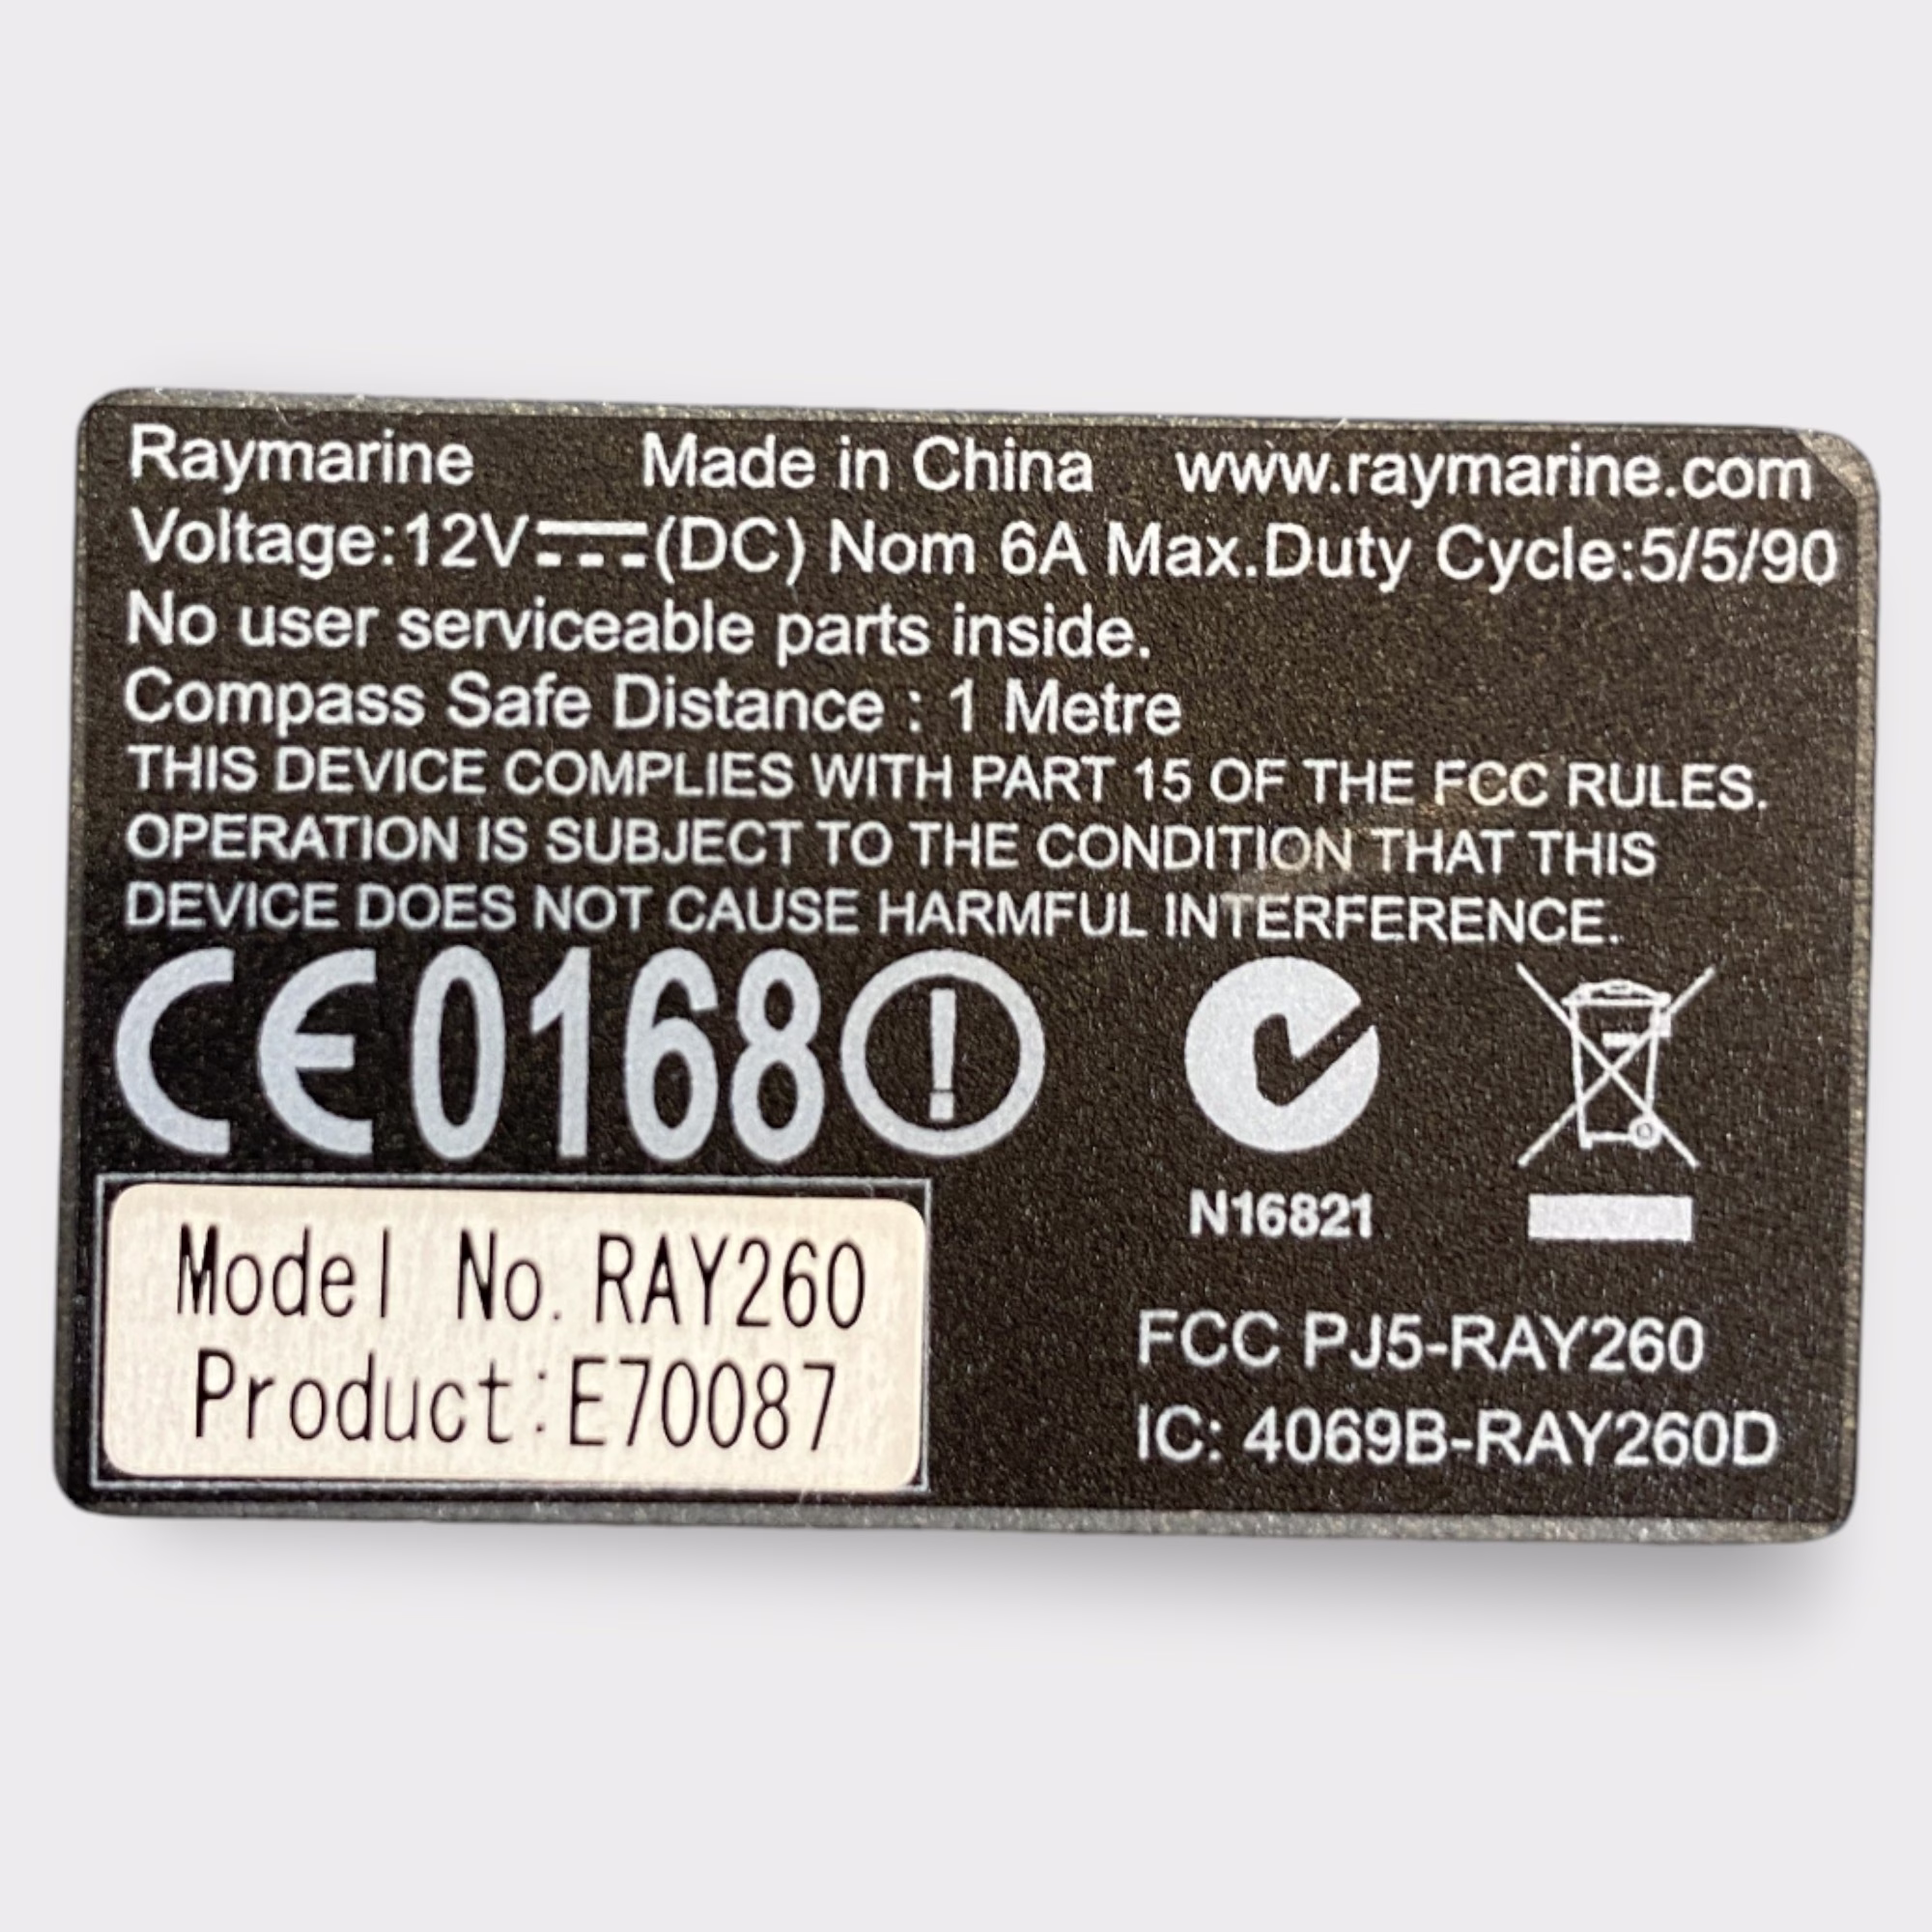 Raymarine Made in China www.raymarine.com
Voltage:12V⎓(DC) Nom 6A Max.Duty Cycle:5/5/90
No user serviceable parts inside.
Compass Safe Distance : 1 Metre
THIS DEVICE COMPLIES WITH PART 15 OF THE FCC RULES.
OPERATION IS SUBJECT TO THE CONDITION THAT THIS
DEVICE DOES NOT CAUSE HARMFUL INTERFERENCE.
CE0168!
N16821
Model No. RAY260
Product:E70087
FCC PJ5-RAY260
IC: 4069B-RAY260D